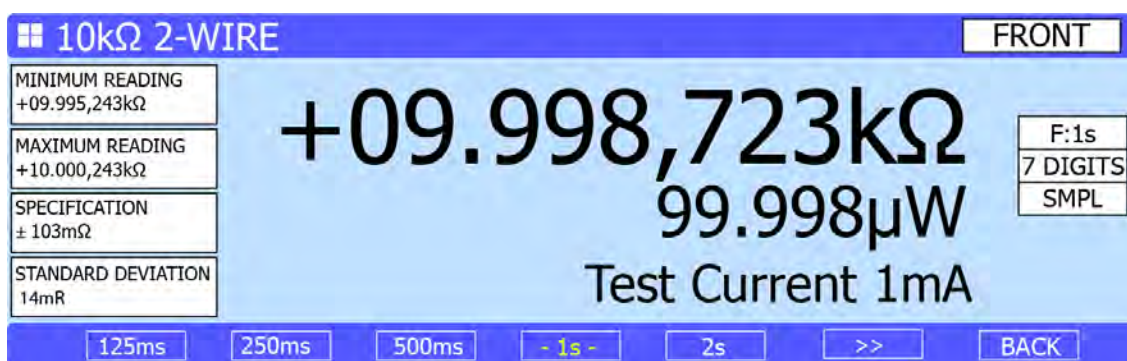 10kΩ 2-WIRE
FRONT
MINIMUM READING
+09.995,243kΩ
MAXIMUM READING
+10.000,243kΩ
SPECIFICATION
± 103mΩ
STANDARD DEVIATION
14mR
+09.998,723kΩ
99.998µW
Test Current 1mA
F:1s
7 DIGITS
SMPL
125ms
250ms
500ms
- 1s -
2s
>>
BACK